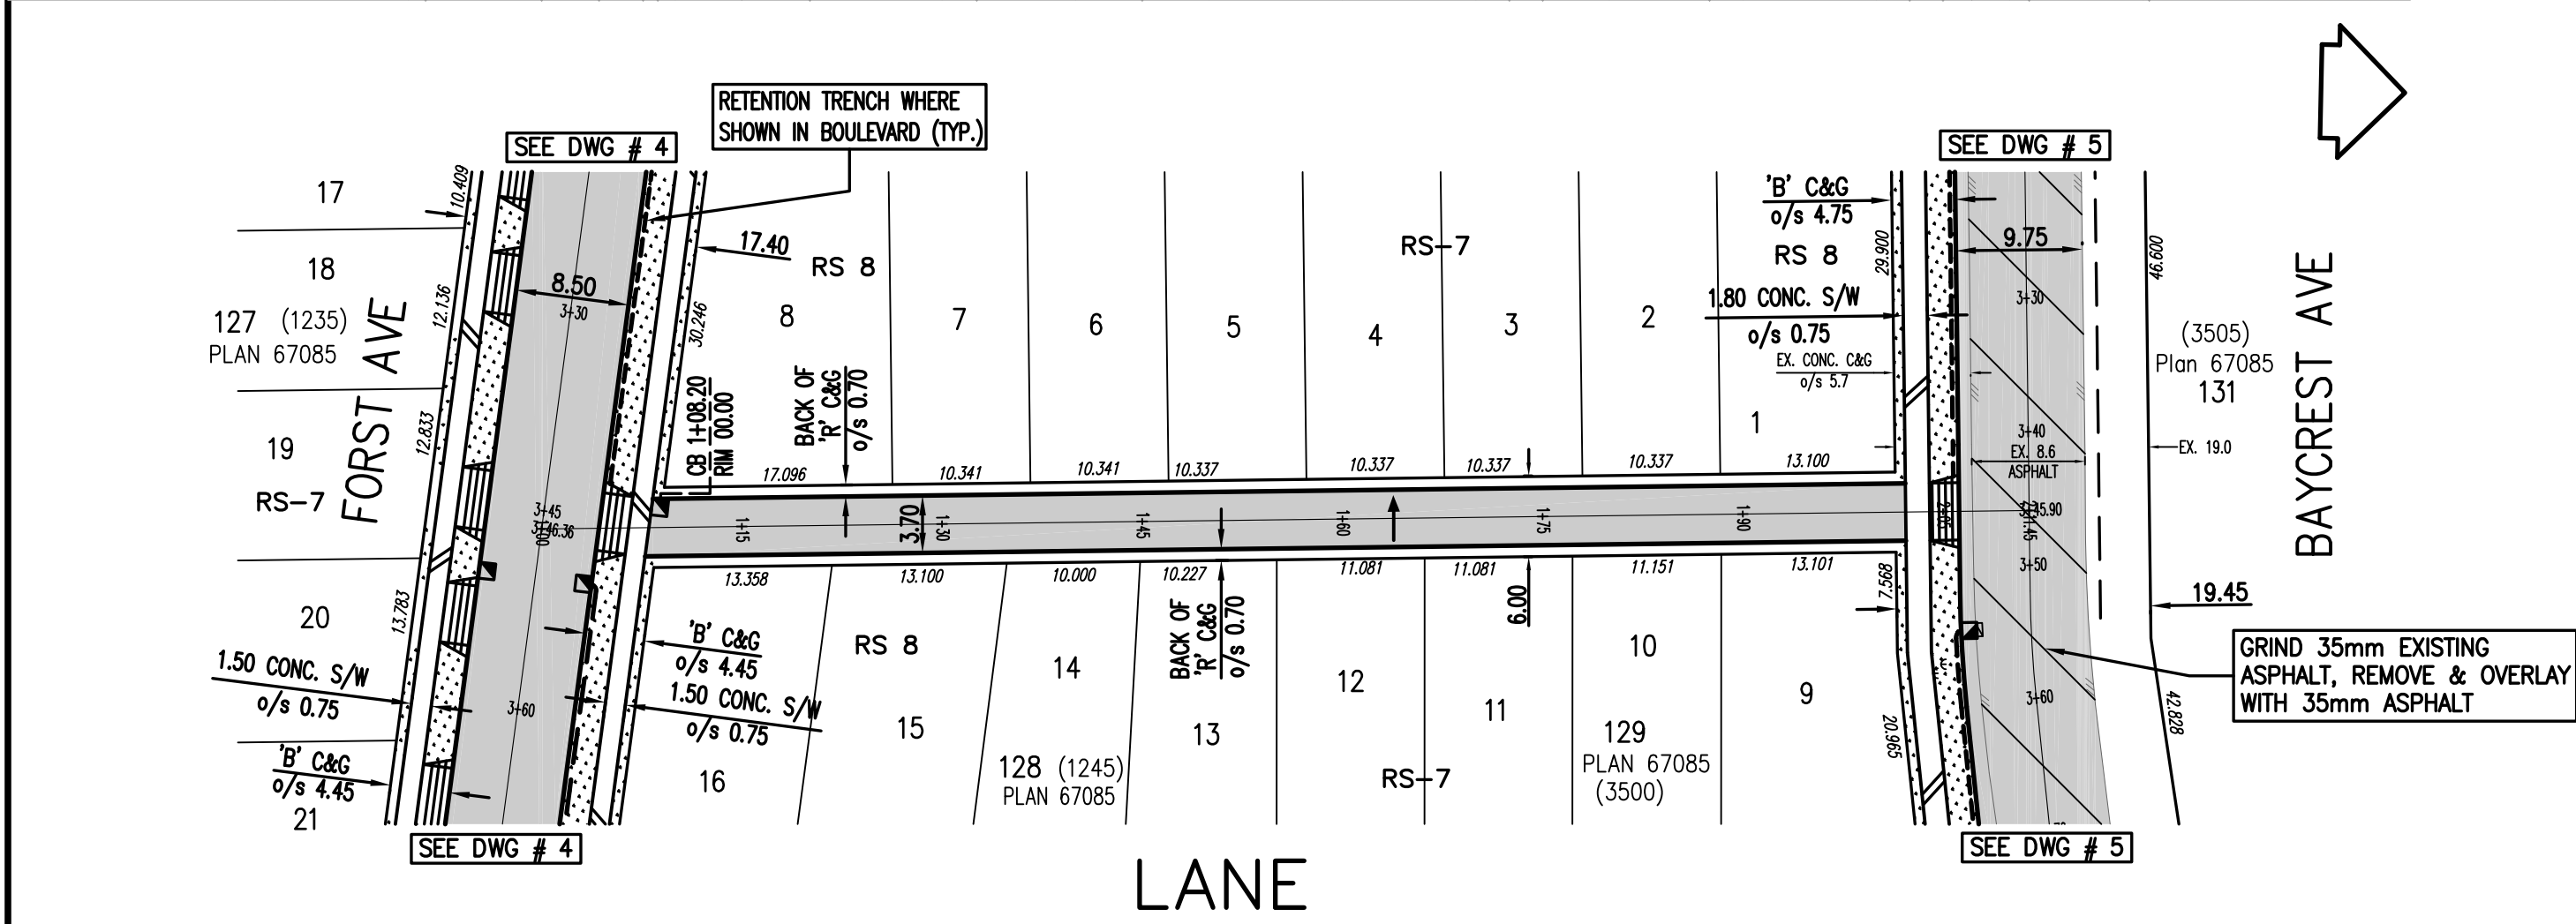 RETENTION TRENCH WHERE
SHOWN IN BOULEVARD (TYP.)
SEE DWG # 4
SEE DWG # 5
17
10.409
18
127 (1235)
PLAN 67085
12.136
FORST AVE
19
12.833
RS-7
20
13.783
1.50 CONC. S/W
o/s 0.75
'B' C&G
o/s 4.45
21
8.50
3+30
3+45
3+60
17.40
30.246
RS 8
8
7
6
5
4
3
2
1
RS-7
CB 1+08.20
RIM 00.00
BACK OF
'R' C&G
o/s 0.70
17.096
10.341
10.341
10.337
10.337
10.337
10.337
13.100
'B' C&G
o/s 4.75
RS 8
29.900
1.80 CONC. S/W
o/s 0.75
EX. CONC. C&G
o/s 5.7
9.75
3+30
3+40
EX. 8.6
ASPHALT
3+50
3+60
46.600
(3505)
Plan 67085
131
EX. 19.0
BAYCREST AVE
19.45
42.828
GRIND 35mm EXISTING
ASPHALT, REMOVE & OVERLAY
WITH 35mm ASPHALT
3.70
1+15
1+30
1+45
1+60
1+75
1+90
13.358
13.100
10.000
10.227
11.081
11.081
11.151
13.101
7.568
6.00
BACK OF
'R' C&G
o/s 0.70
'B' C&G
o/s 4.45
1.50 CONC. S/W
o/s 0.75
RS 8
16
15
14
13
12
11
10
9
128 (1245)
PLAN 67085
RS-7
129
PLAN 67085
(3500)
20.965
SEE DWG # 4
SEE DWG # 5
LANE